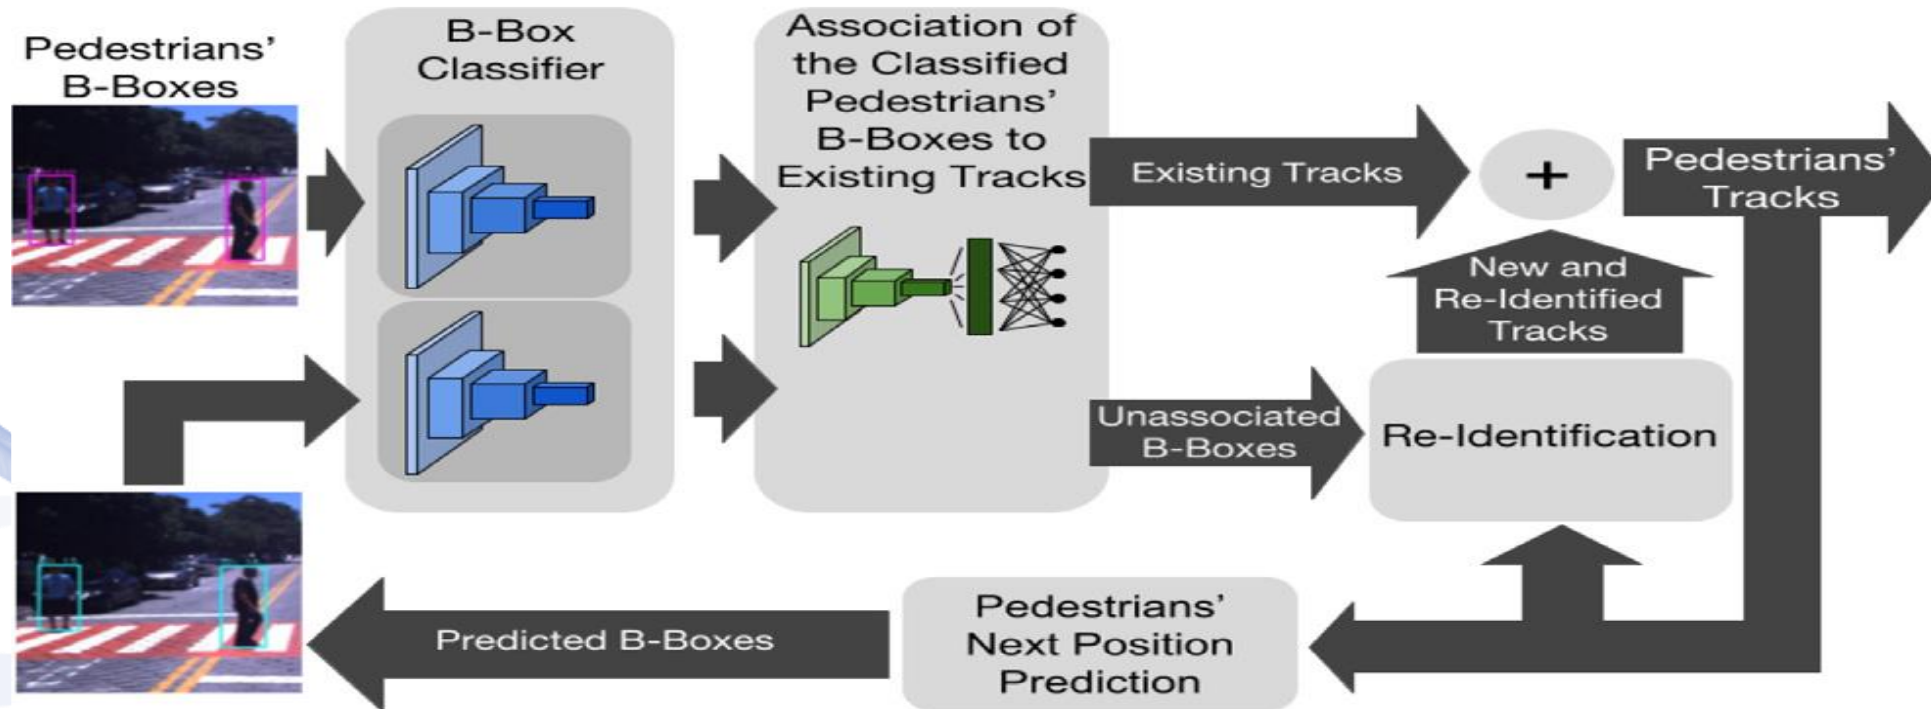 Pedestrians'
B-Boxes
B-Box
Classifier
Association of
the Classified
Pedestrians'
B-Boxes to
Existing Tracks
Existing Tracks
+
Pedestrians'
Tracks
New and
Re-Identified
Tracks
Unassociated
B-Boxes
Re-Identification
Predicted B-Boxes
Pedestrians'
Next Position
Prediction